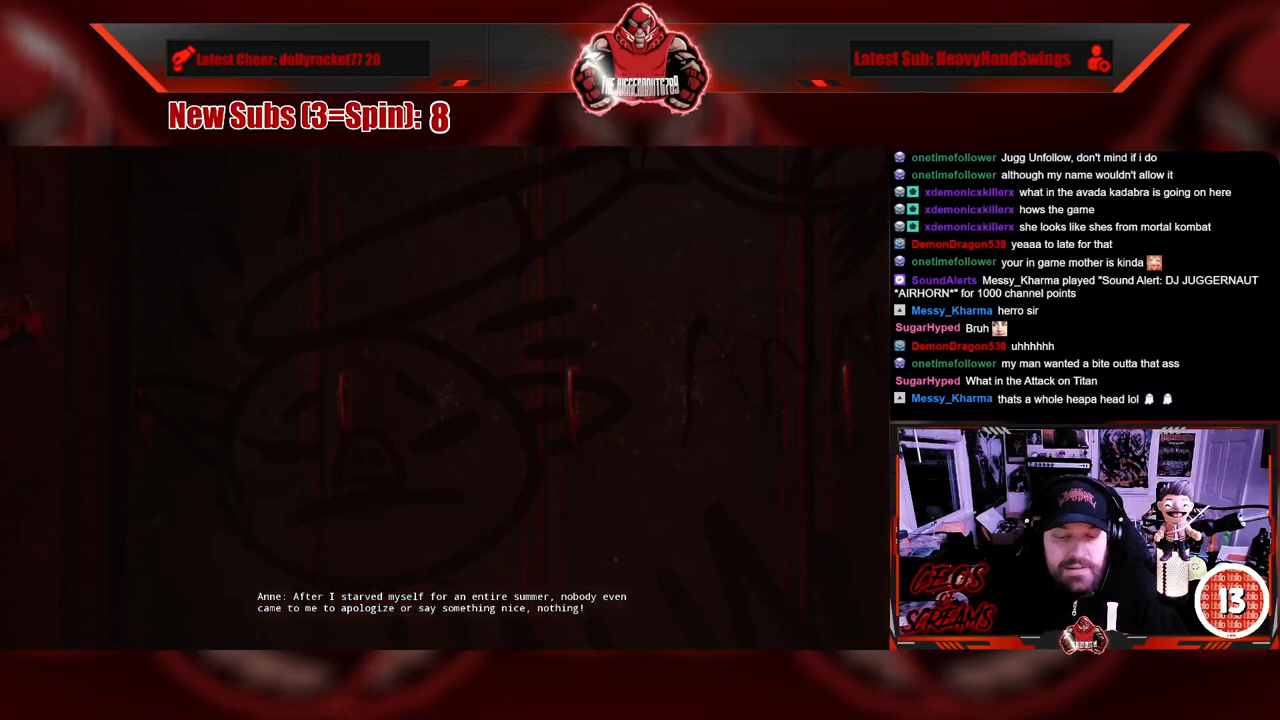 Latest Cheer: dollyrocket77 20
THEJUGGERNAUT6789
Latest Sub: HeavyHandSwings
New Subs (3=Spin): 8
onetimefollower Jugg Unfollow, don't mind if i do
onetimefollower although my name wouldn't allow it
xdemonicxkillerx what in the avada kadabra is going on here
xdemonicxkillerx hows the game
xdemonicxkillerx she looks like shes from mortal kombat
DemonDragon538 yeaaa to late for that
onetimefollower your in game mother is kinda
SoundAlerts Messy_Kharma played "Sound Alert: DJ JUGGERNAUT
*AIRHORN*" for 1000 channel points
Messy_Kharma herro sir
SugarHyped Bruh
DemonDragon538 uhhhhhh
onetimefollower my man wanted a bite outta that ass
SugarHyped What in the Attack on Titan
Messy_Kharma thats a whole heapa head lol
ANN
Anne: After I starved myself for an entire summer, nobody even
came to me to apologize or say something nice, nothing!
SCREAMS
13